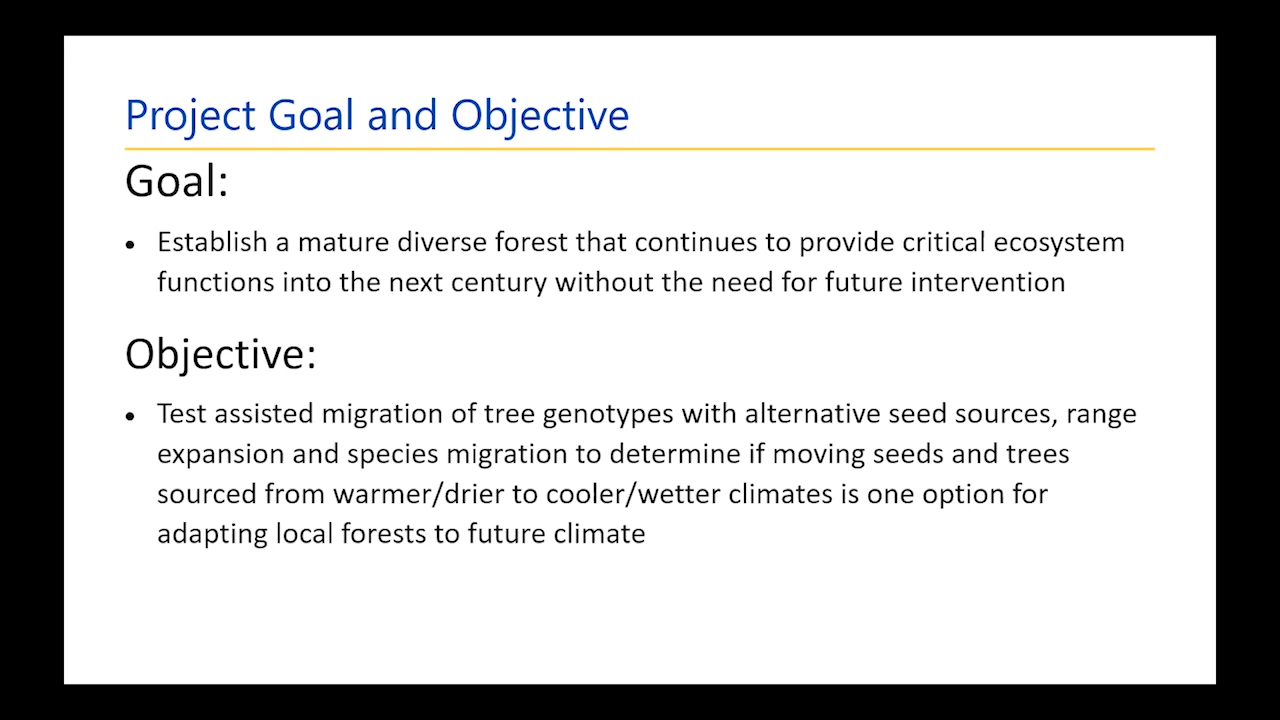 Project Goal and Objective
Goal:
• Establish a mature diverse forest that continues to provide critical ecosystem
functions into the next century without the need for future intervention
Objective:
• Test assisted migration of tree genotypes with alternative seed sources, range
expansion and species migration to determine if moving seeds and trees
sourced from warmer/drier to cooler/wetter climates is one option for
adapting local forests to future climate